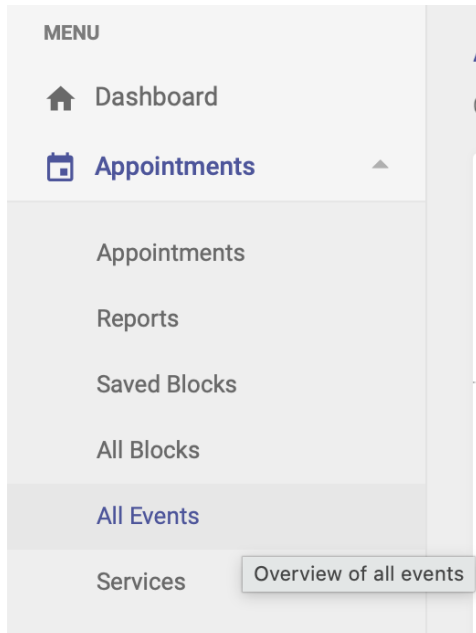 MENU
Dashboard
Appointments
Appointments
Reports
Saved Blocks
All Blocks
All Events
Services
Overview of all events